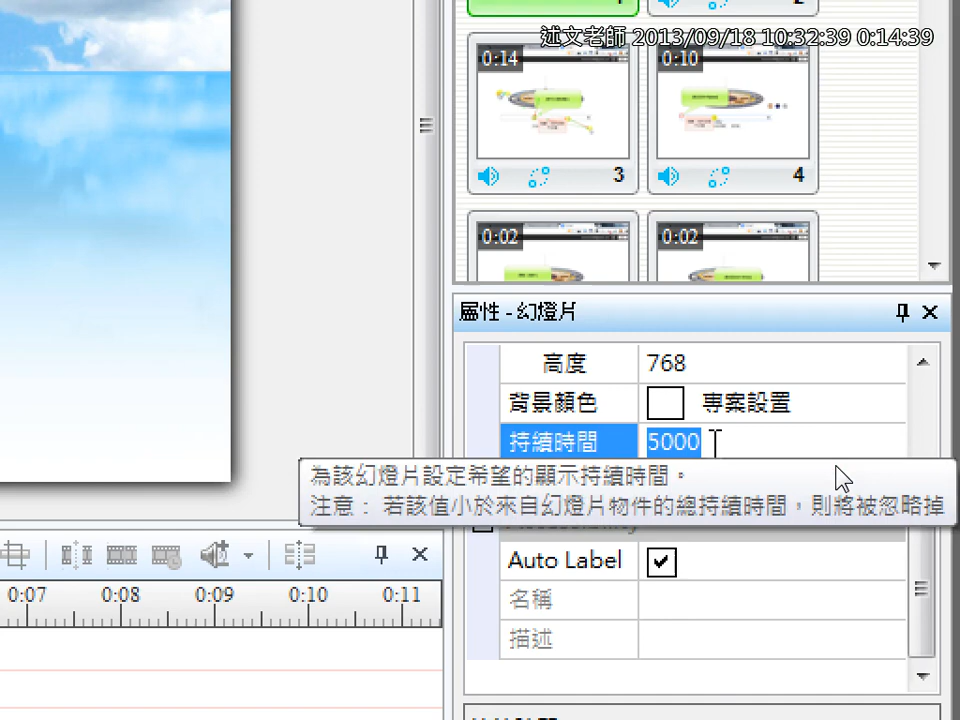 1
2
述文老師 2013/09/18 10:32:39 0:14:39
0:14
0:10
3
4
0:02
0:02
屬性 - 幻燈片
高度 768
背景顏色 專案設置
持續時間 5000
為該幻燈片設定希望的顯示持續時間。
注意： 若該值小於來自幻燈片物件的總持續時間，則將被忽略掉
Auto Label
名稱
描述
0:07 0:08 0:09 0:10 0:11